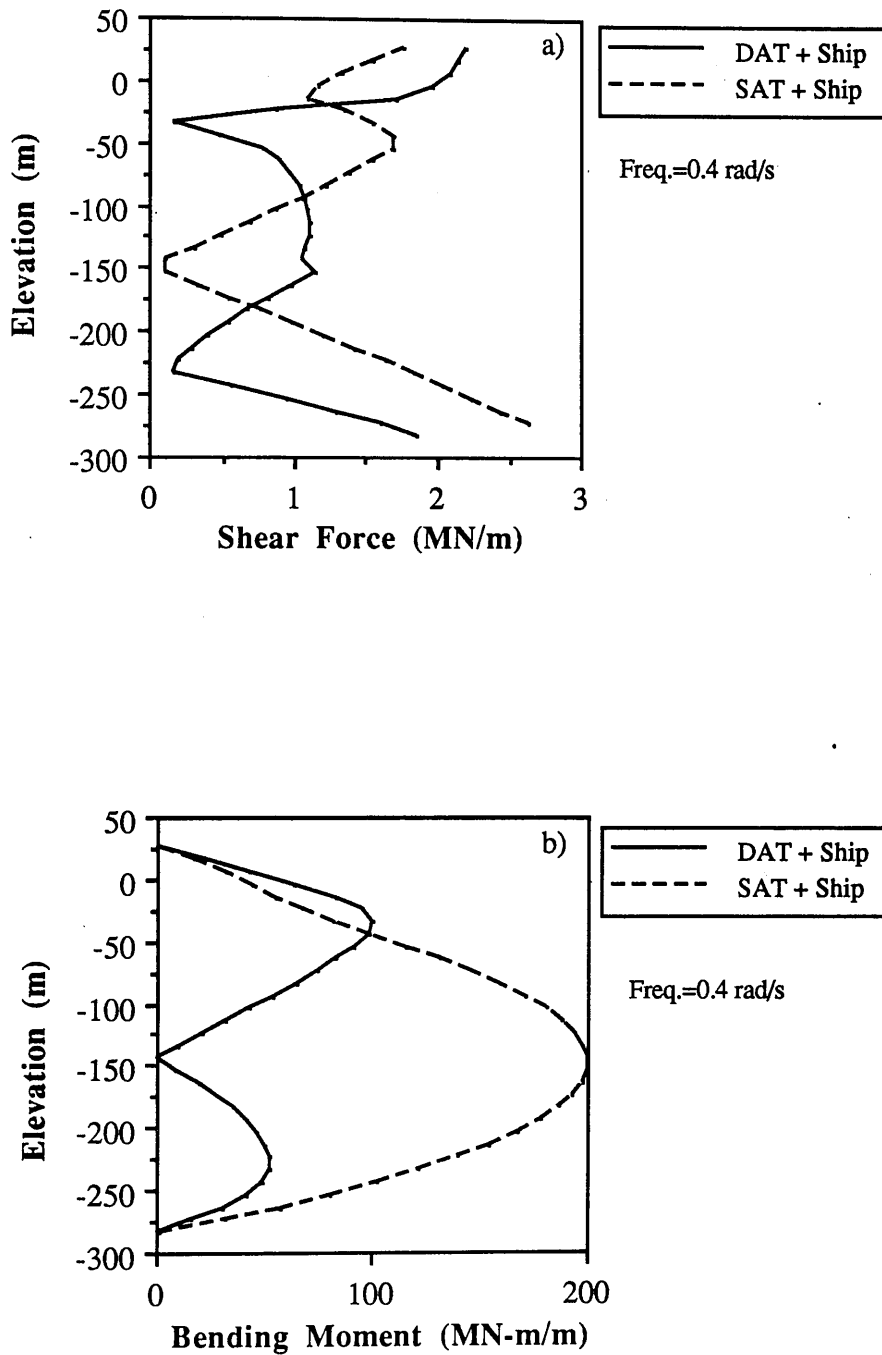 50
0
-50
-100
-150
-200
-250
-300
Elevation (m)
a)
0
1
2
3
Shear Force (MN/m)
DAT + Ship
SAT + Ship
Freq.=0.4 rad/s
50
0
-50
-100
-150
-200
-250
-300
Elevation (m)
b)
0
100
200
Bending Moment (MN-m/m)
DAT + Ship
SAT + Ship
Freq.=0.4 rad/s